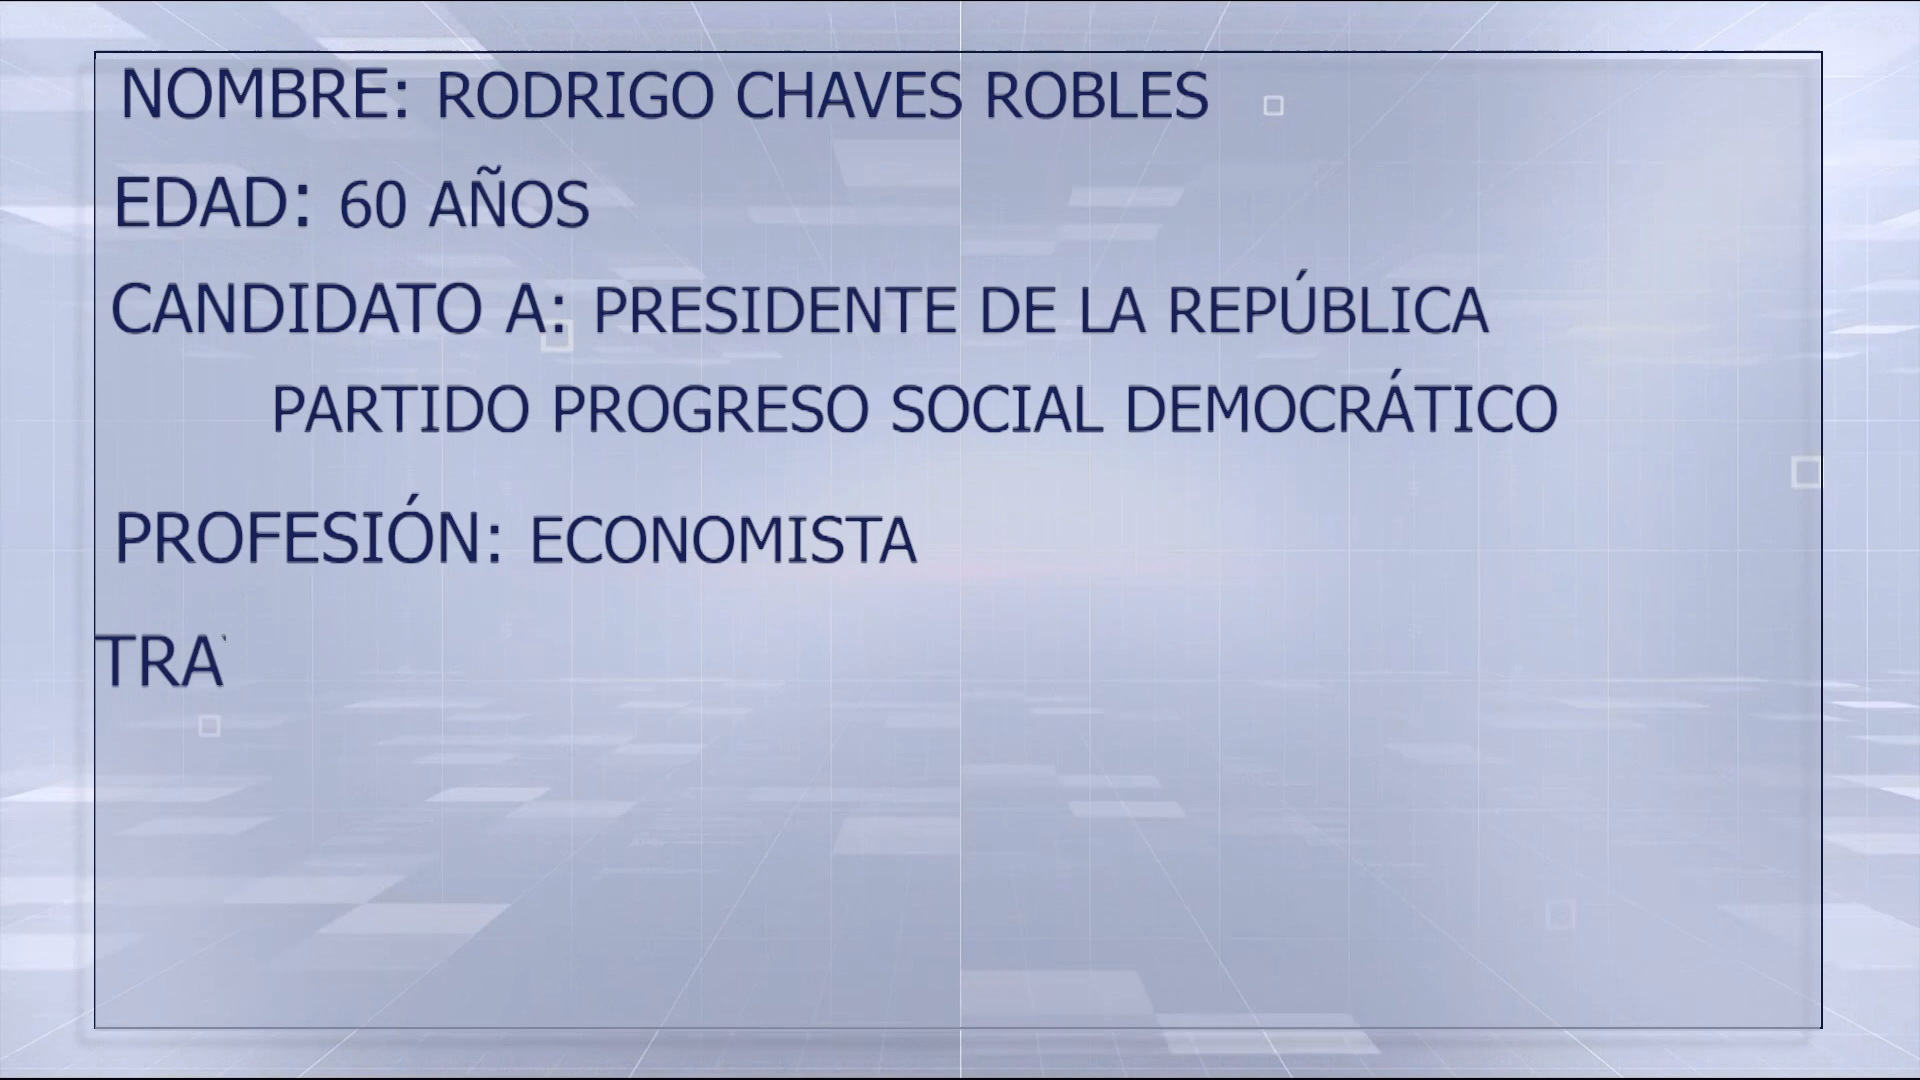 NOMBRE: RODRIGO CHAVES ROBLES
EDAD: 60 AÑOS
CANDIDATO A: PRESIDENTE DE LA REPÚBLICA
PARTIDO PROGRESO SOCIAL DEMOCRÁTICO
PROFESIÓN: ECONOMISTA
TRA